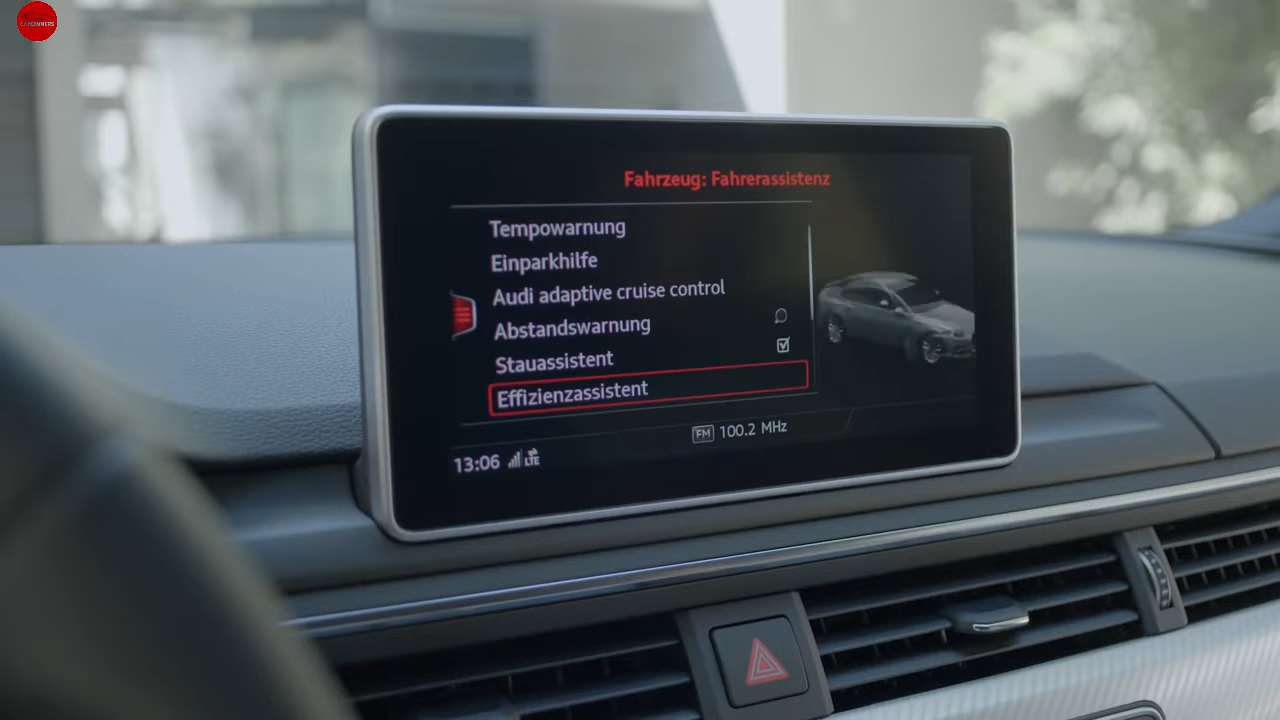 Fahrzeug: Fahrerassistenz
Tempowarnung
Einparkhilfe
Audi adaptive cruise control
Abstandswarnung
Stauassistent
Effizienzassistent
FM 100.2 MHz
13:06 LTE